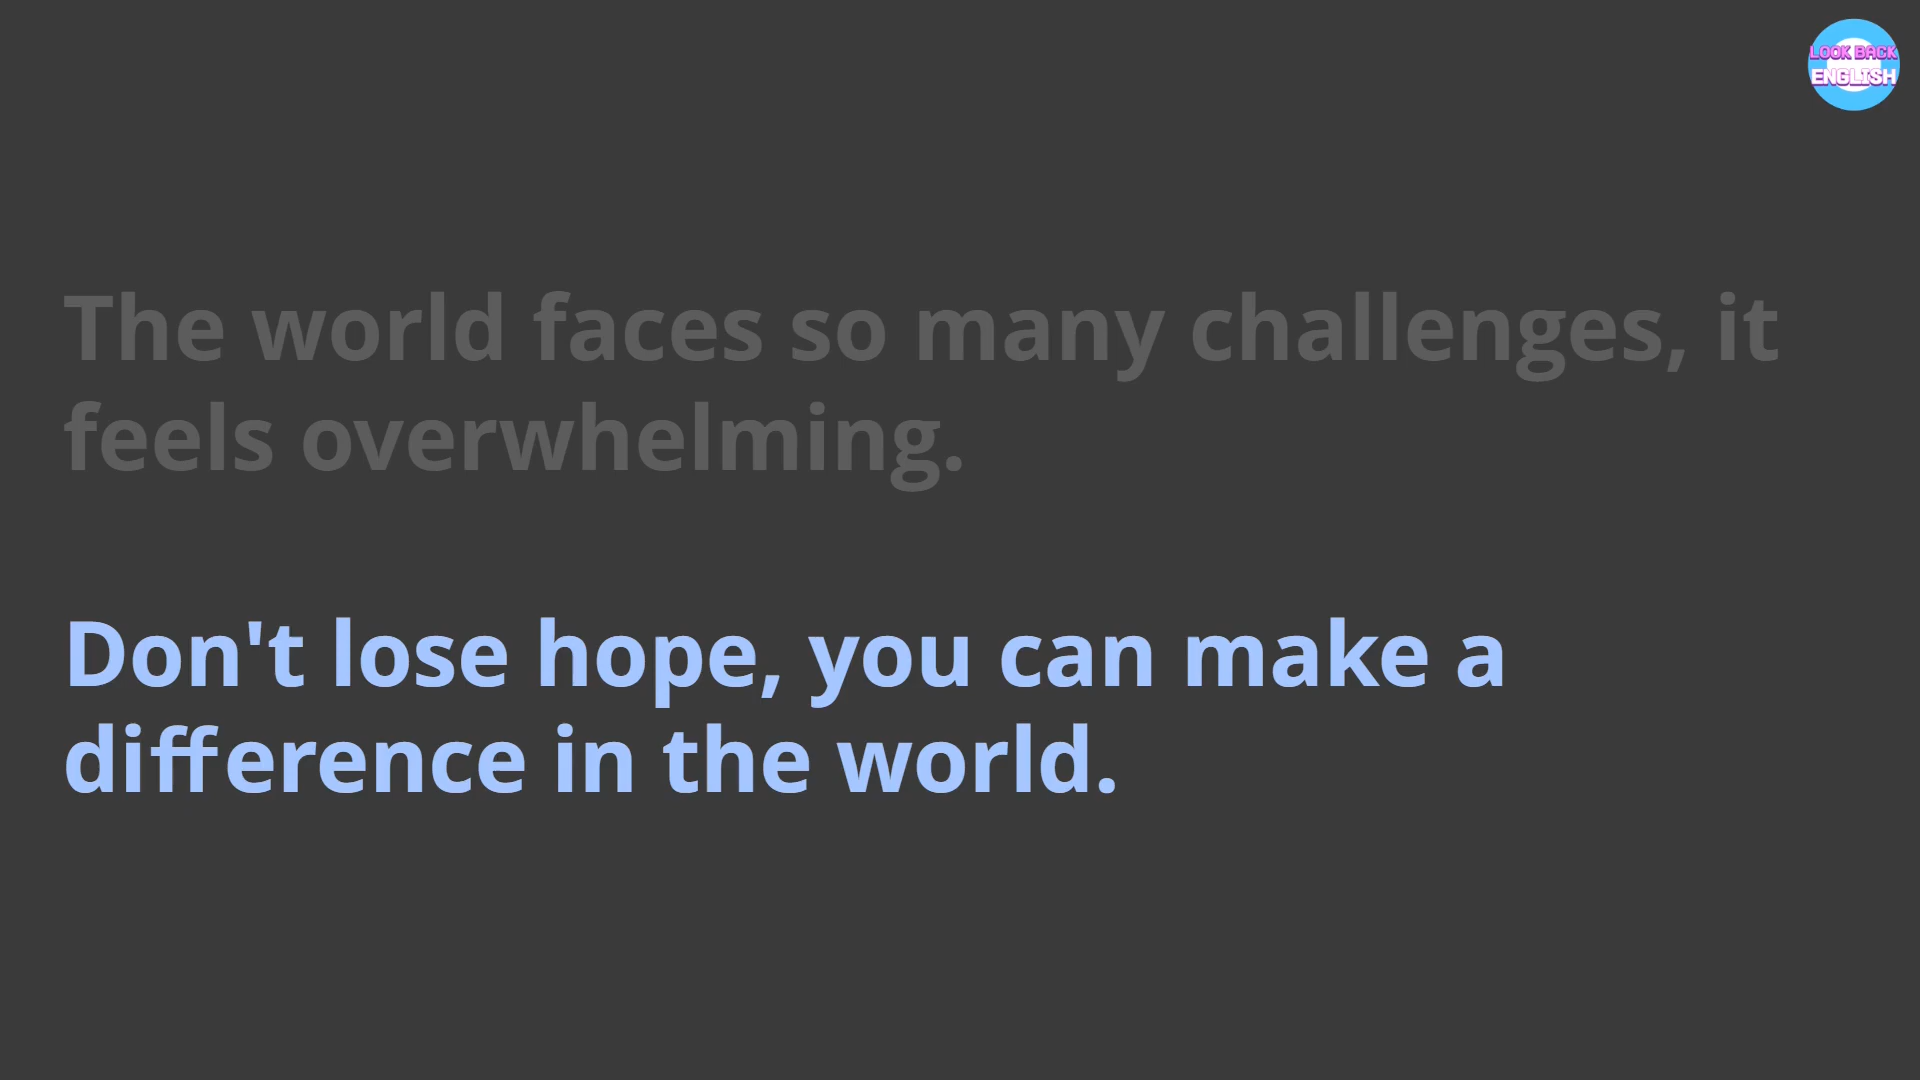 LOOK BACK
ENGLISH
The world faces so many challenges, it
feels overwhelming.
Don't lose hope, you can make a
difference in the world.